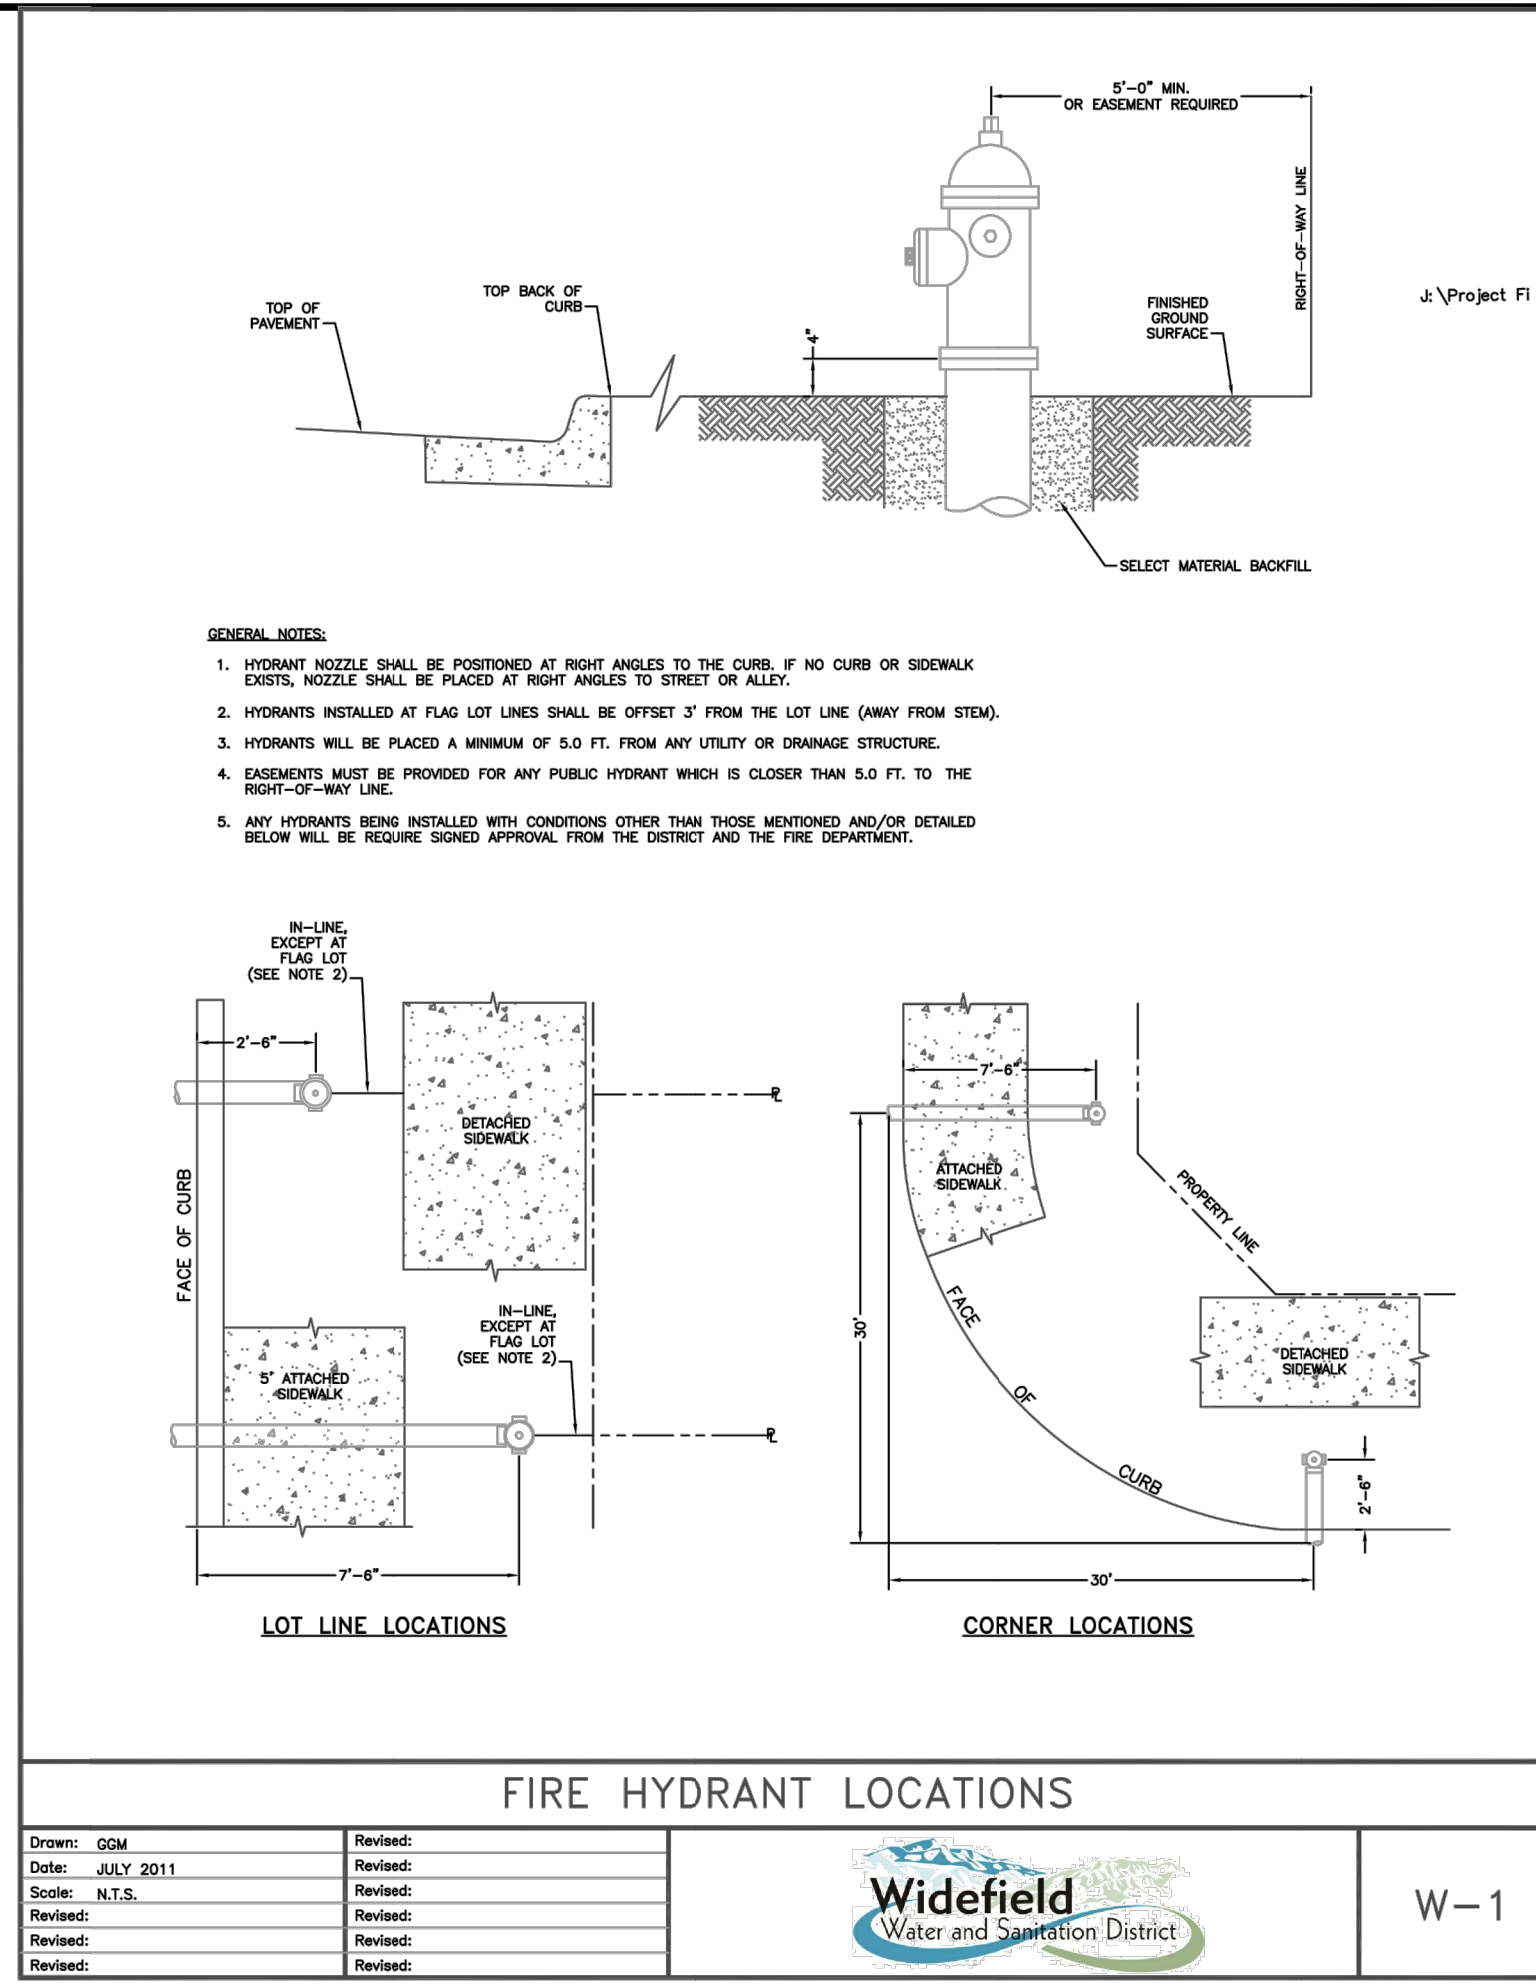 5'-0" MIN.
OR EASEMENT REQUIRED
RIGHT-OF-WAY LINE
J:\Project Fi
TOP BACK OF
CURB
TOP OF
PAVEMENT
4"
FINISHED
GROUND
SURFACE
SELECT MATERIAL BACKFILL
GENERAL NOTES:
1. HYDRANT NOZZLE SHALL BE POSITIONED AT RIGHT ANGLES TO THE CURB. IF NO CURB OR SIDEWALK
EXISTS, NOZZLE SHALL BE PLACED AT RIGHT ANGLES TO STREET OR ALLEY.
2. HYDRANTS INSTALLED AT FLAG LOT LINES SHALL BE OFFSET 3' FROM THE LOT LINE (AWAY FROM STEM).
3. HYDRANTS WILL BE PLACED A MINIMUM OF 5.0 FT. FROM ANY UTILITY OR DRAINAGE STRUCTURE.
4. EASEMENTS MUST BE PROVIDED FOR ANY PUBLIC HYDRANT WHICH IS CLOSER THAN 5.0 FT. TO THE
RIGHT-OF-WAY LINE.
5. ANY HYDRANTS BEING INSTALLED WITH CONDITIONS OTHER THAN THOSE MENTIONED AND/OR DETAILED
BELOW WILL BE REQUIRE SIGNED APPROVAL FROM THE DISTRICT AND THE FIRE DEPARTMENT.
IN-LINE,
EXCEPT AT
FLAG LOT
(SEE NOTE 2)
2'-6"
PL
DETACHED
SIDEWALK
FACE OF CURB
IN-LINE,
EXCEPT AT
FLAG LOT
(SEE NOTE 2)
5' ATTACHED
SIDEWALK
PL
7'-6"
LOT LINE LOCATIONS
7'-6"
ATTACHED
SIDEWALK
PROPERTY LINE
30'
FACE OF CURB
DETACHED
SIDEWALK
2'-6"
30'
CORNER LOCATIONS
FIRE HYDRANT LOCATIONS
Drawn: GGM
Date: JULY 2011
Scale: N.T.S.
Revised:
Revised:
Revised:
Revised:
Revised:
Revised:
Revised:
Revised:
Revised:
Widefield
Water and Sanitation District
W-1